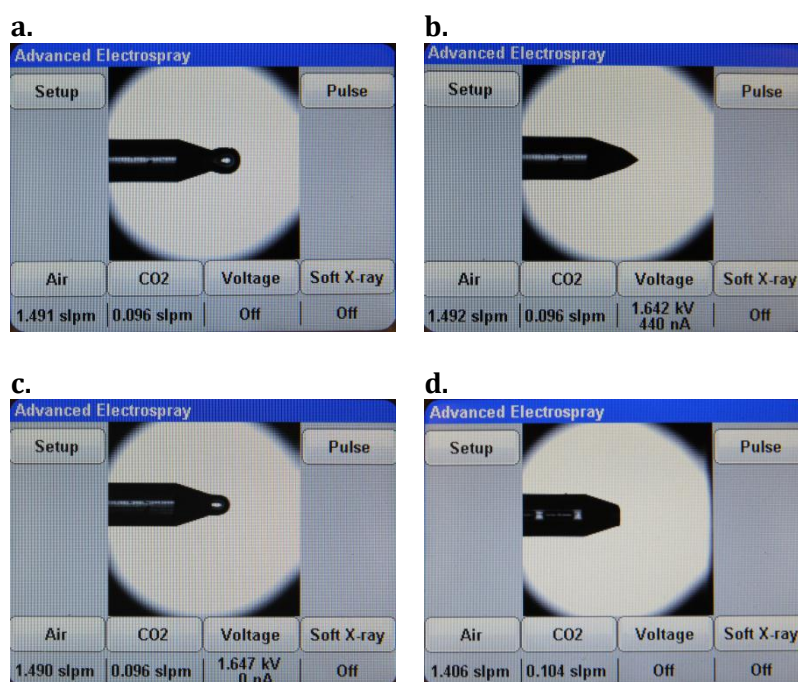 a.
Advanced Electrospray
Setup
Pulse
Air
CO2
Voltage
Soft X-ray
1.491 slpm
0.096 slpm
Off
Off
b.
Advanced Electrospray
Setup
Pulse
Air
CO2
Voltage
Soft X-ray
1.492 slpm
0.096 slpm
1.642 kV
440 nA
Off
c.
Advanced Electrospray
Setup
Pulse
Air
CO2
Voltage
Soft X-ray
1.490 slpm
0.096 slpm
1.647 kV
0 nA
Off
d.
Advanced Electrospray
Setup
Pulse
Air
CO2
Voltage
Soft X-ray
1.406 slpm
0.104 slpm
Off
Off